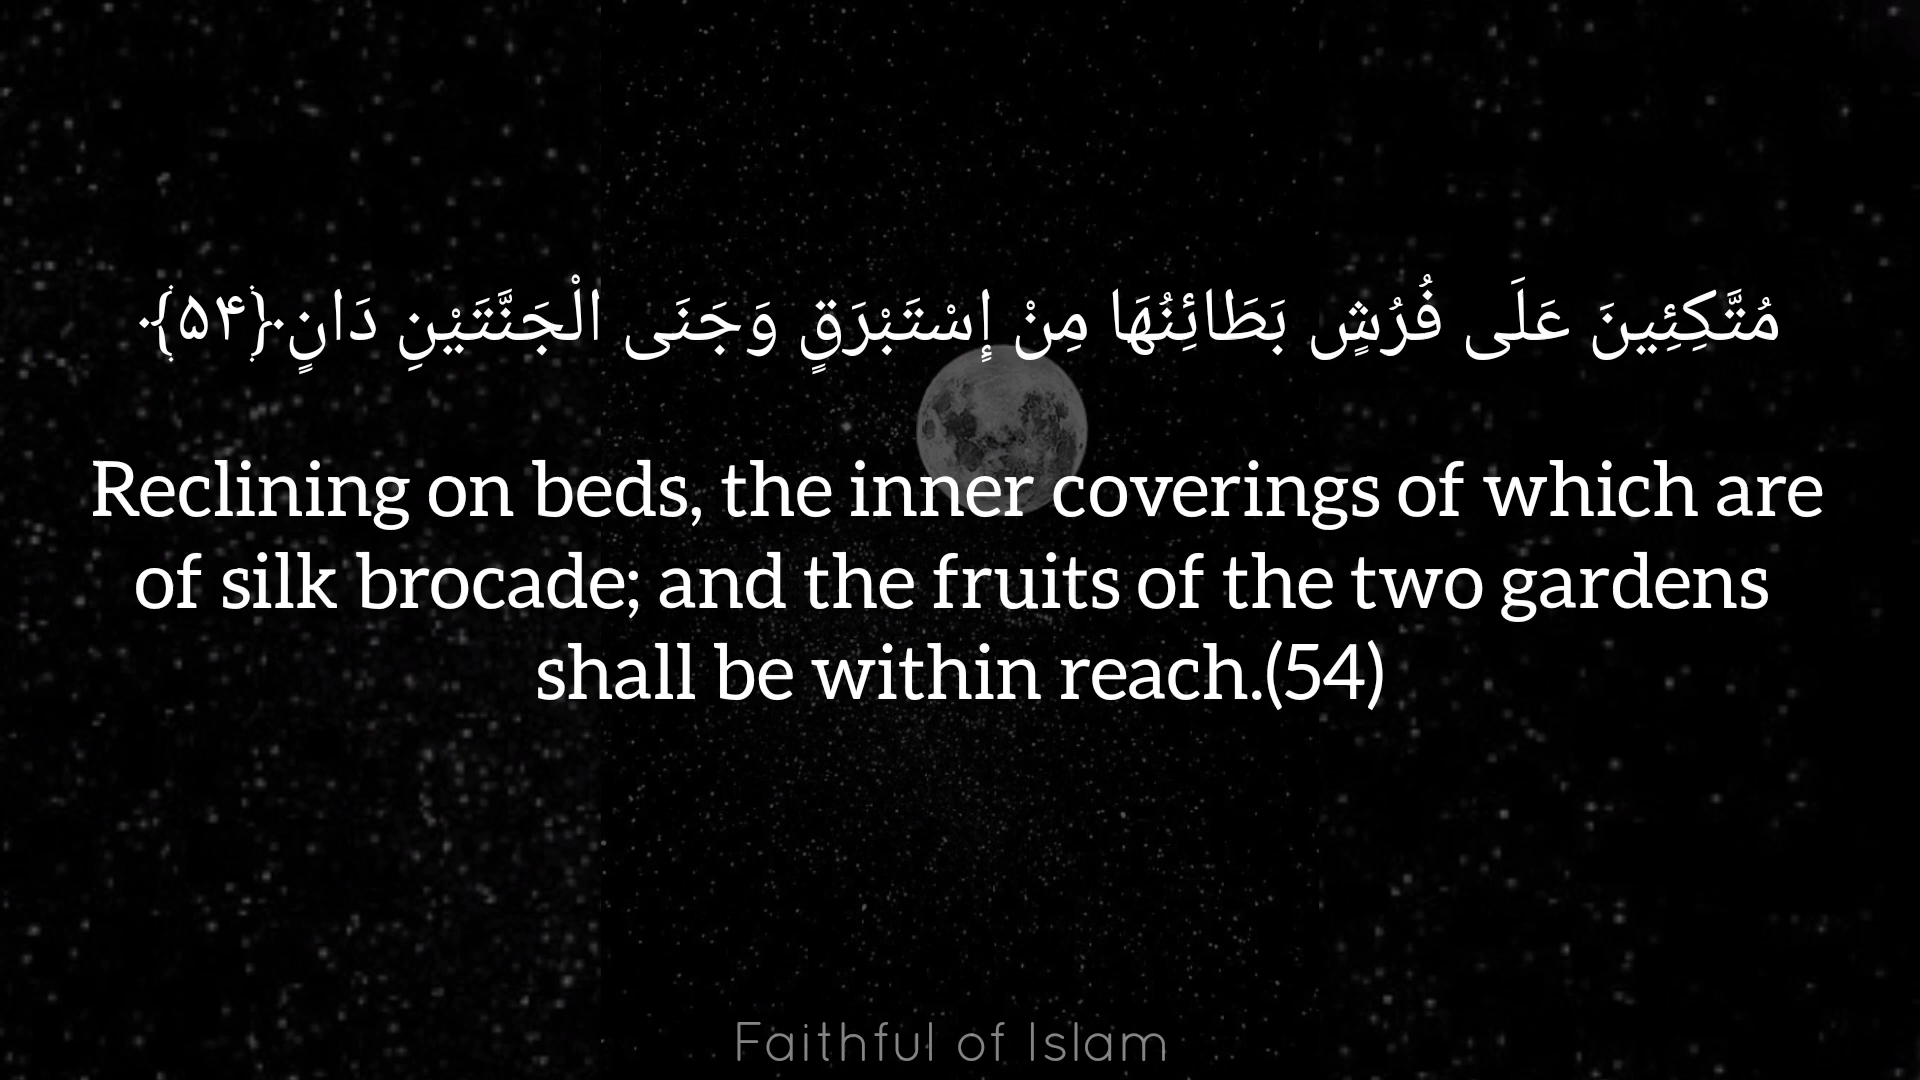 مُتَّكِئِينَ عَلَى فُرُشٍ بَطَائِنُهَا مِنْ إِسْتَبْرَقٍ وَجَنَى الْجَنَّتَيْنِ دَانٍ﴿۵۴﴾
Reclining on beds, the inner coverings of which are
of silk brocade; and the fruits of the two gardens
shall be within reach.(54)
Faithful of Islam